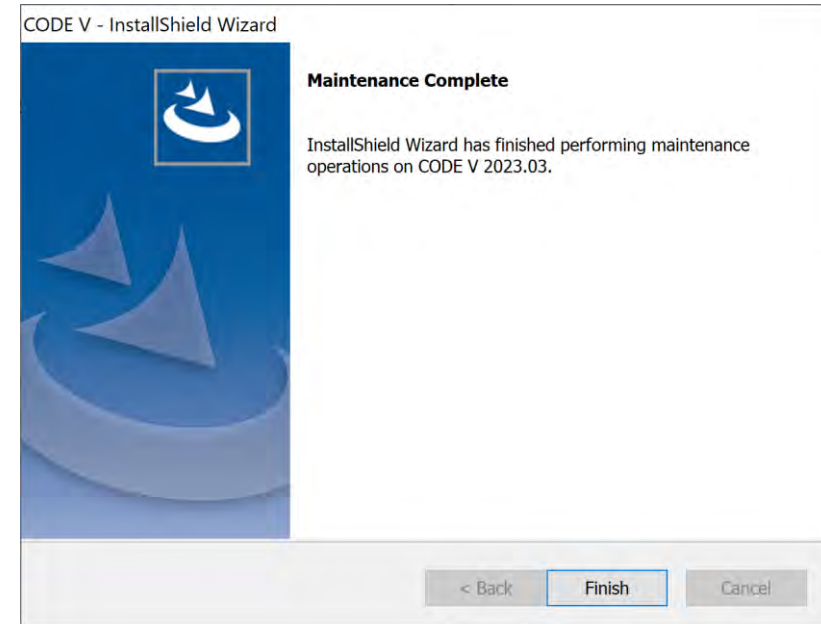 CODE V - InstallShield Wizard
Maintenance Complete
InstallShield Wizard has finished performing maintenance
operations on CODE V 2023.03.
< Back
Finish
Cancel